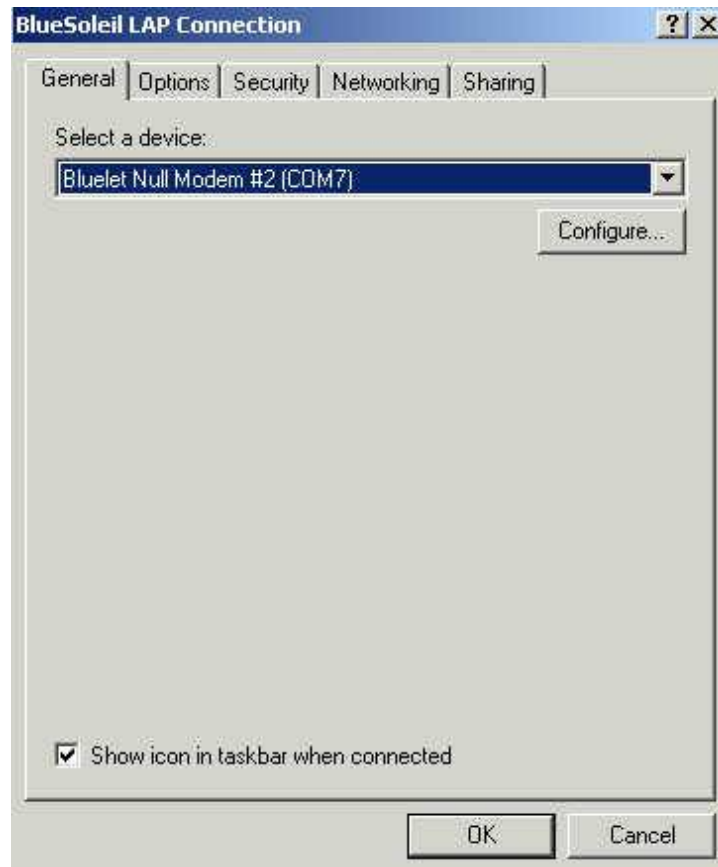 BlueSoleil LAP Connection
General Options Security Networking Sharing
Select a device:
Bluelet Null Modem #2 (COM7)
Configure...
Show icon in taskbar when connected
OK Cancel